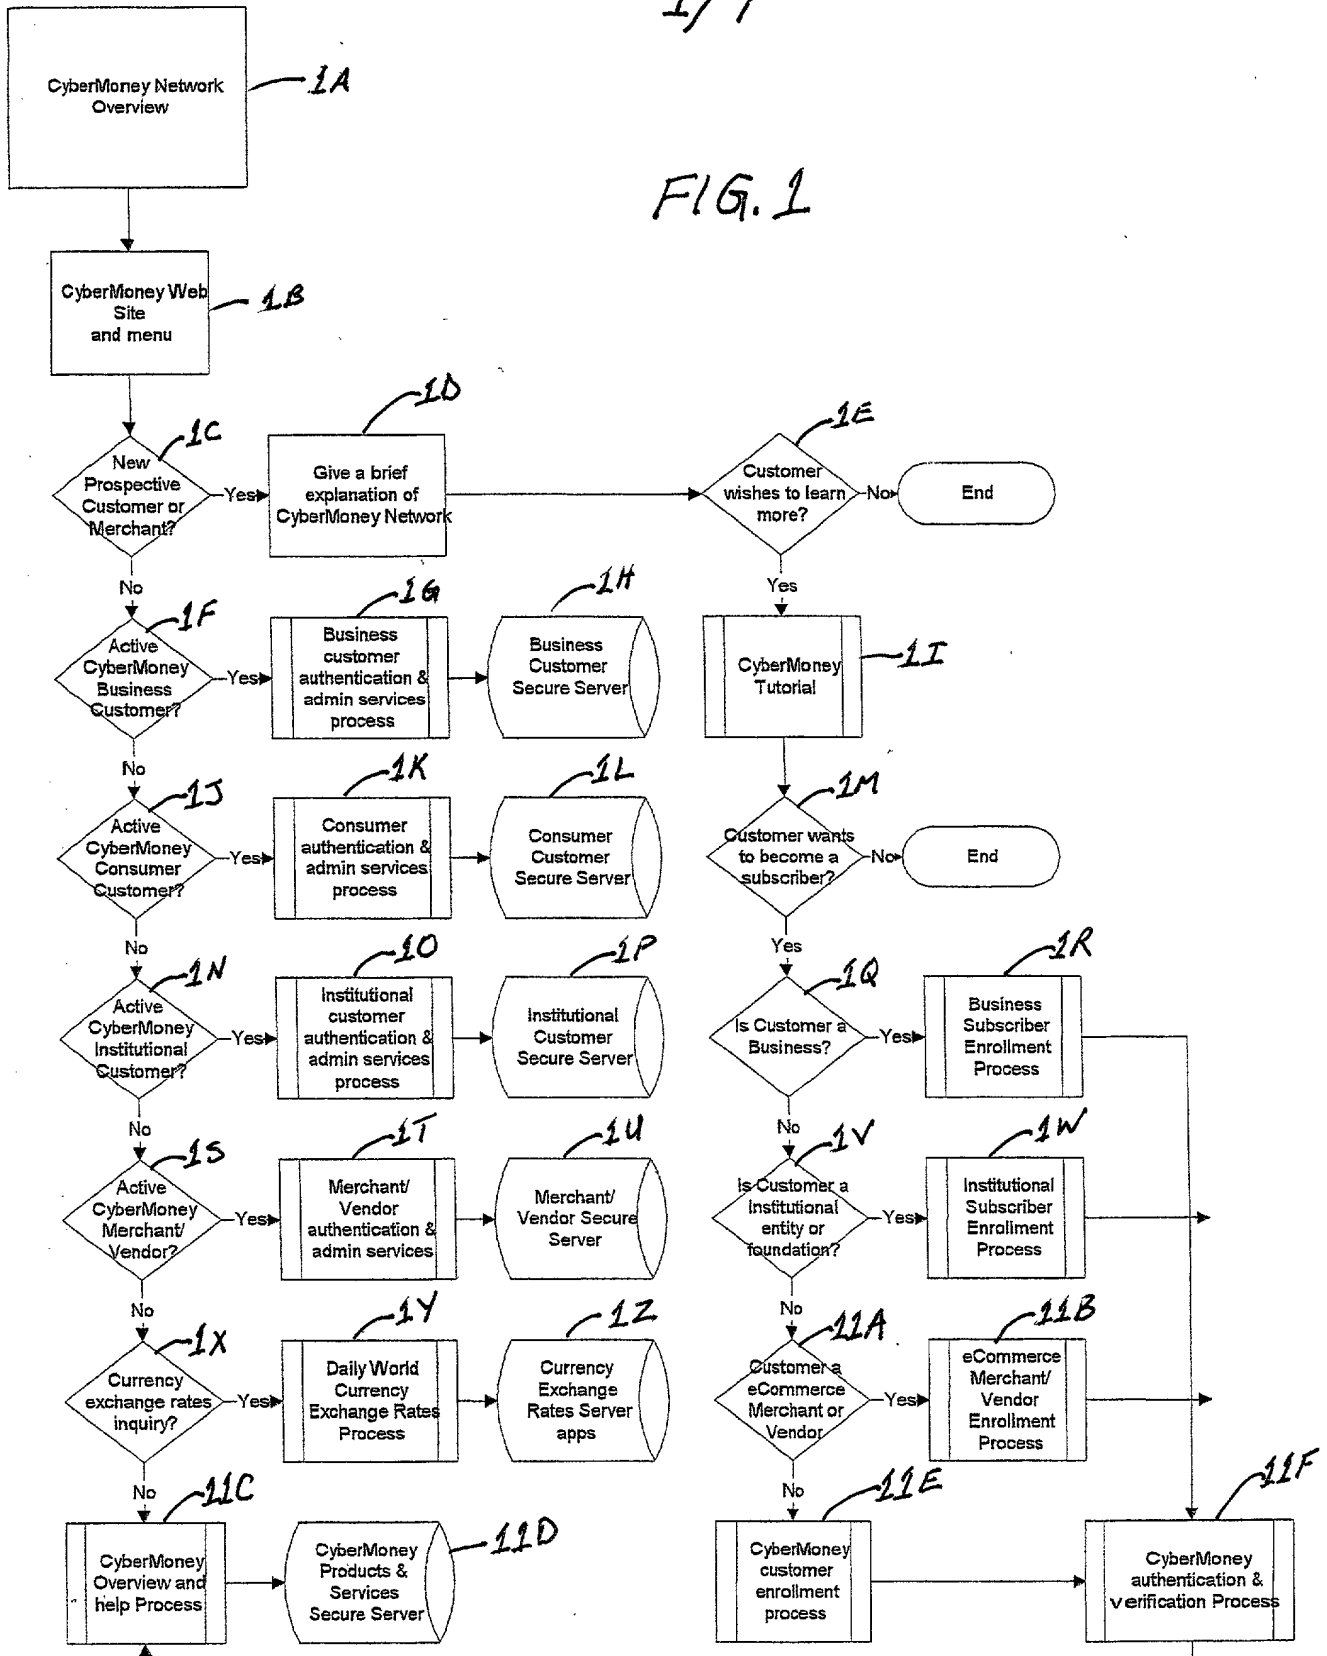 1/7
CyberMoney Network
Overview
1A
FIG. 1
CyberMoney Web
Site
and menu
1B
1C
New
Prospective
Customer or
Merchant?
Yes
No
1D
Give a brief
explanation of
CyberMoney Network
1E
Customer
wishes to learn
more?
No
End
Yes
1F
Active
CyberMoney
Business
Customer?
Yes
No
1G
Business
customer
authentication &
admin services
process
1H
Business
Customer
Secure Server
1I
CyberMoney
Tutorial
1J
Active
CyberMoney
Consumer
Customer?
Yes
No
1K
Consumer
authentication &
admin services
process
1L
Consumer
Customer
Secure Server
1M
Customer wants
to become a
subscriber?
No
End
Yes
1N
Active
CyberMoney
Institutional
Customer?
Yes
No
1O
Institutional
customer
authentication &
admin services
process
1P
Institutional
Customer
Secure Server
1Q
Is Customer a
Business?
Yes
No
1R
Business
Subscriber
Enrollment
Process
1S
Active
CyberMoney
Merchant/
Vendor?
Yes
No
1T
Merchant/
Vendor
authentication &
admin services
1U
Merchant/
Vendor Secure
Server
1V
Is Customer a
Institutional
entity or
foundation?
Yes
No
1W
Institutional
Subscriber
Enrollment
Process
1X
Currency
exchange rates
inquiry?
Yes
No
1Y
Daily World
Currency
Exchange Rates
Process
1Z
Currency
Exchange
Rates Server
apps
11A
Customer a
eCommerce
Merchant or
Vendor
Yes
No
11B
eCommerce
Merchant/
Vendor
Enrollment
Process
11C
CyberMoney
Overview and
help Process
11D
CyberMoney
Products &
Services
Secure Server
11E
CyberMoney
customer
enrollment
process
11F
CyberMoney
authentication &
verification Process